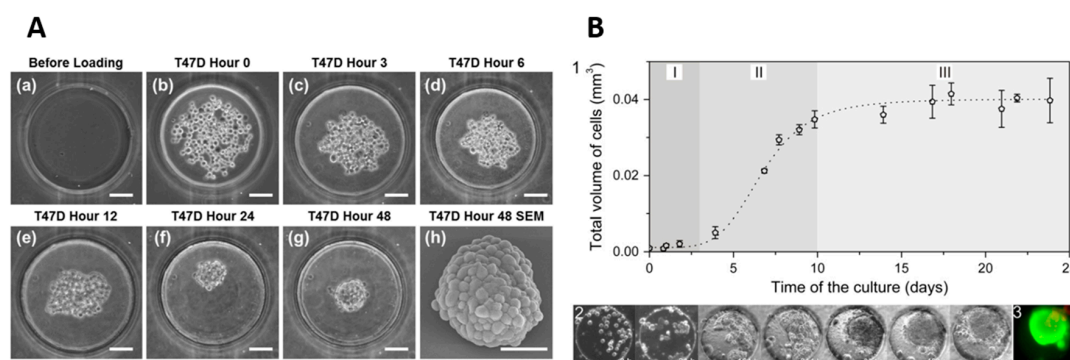 A
B
Before Loading
T47D Hour 0
T47D Hour 3
T47D Hour 6
(a)
(b)
(c)
(d)
T47D Hour 12
T47D Hour 24
T47D Hour 48
T47D Hour 48 SEM
(e)
(f)
(g)
(h)
1
I
II
III
Total volume of cells (mm³)
0.04
0.02
0.00
0
5
10
15
20
2
Time of the culture (days)
2
3